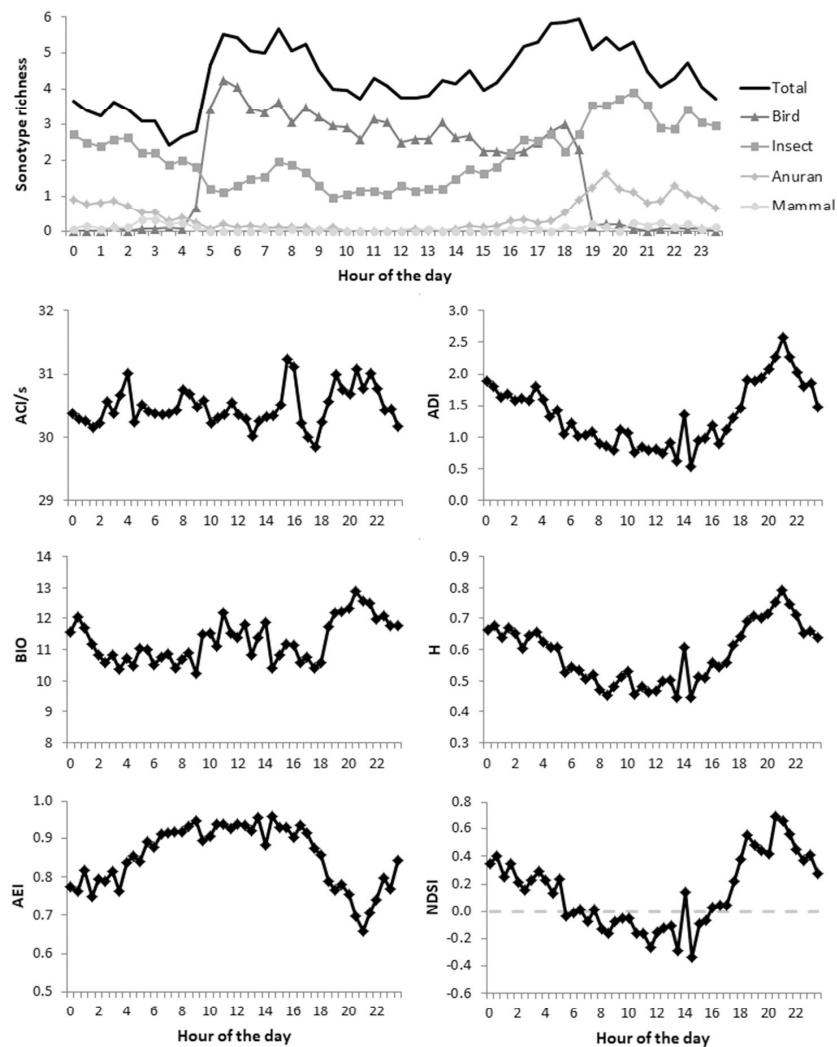 6
5
4
3
2
1
0
Sonotype richness
0 1 2 3 4 5 6 7 8 9 10 11 12 13 14 15 16 17 18 19 20 21 22 23
Hour of the day
Total
Bird
Insect
Anuran
Mammal
32
31
30
29
ACI/s
0 2 4 6 8 10 12 14 16 18 20 22
3.0
2.5
2.0
1.5
1.0
0.5
0.0
ADI
0 2 4 6 8 10 12 14 16 18 20 22
14
13
12
11
10
9
8
BIO
0 2 4 6 8 10 12 14 16 18 20 22
0.9
0.8
0.7
0.6
0.5
0.4
0.3
H
0 2 4 6 8 10 12 14 16 18 20 22
1.0
0.9
0.8
0.7
0.6
0.5
AEI
0 2 4 6 8 10 12 14 16 18 20 22
Hour of the day
0.8
0.6
0.4
0.2
0.0
-0.2
-0.4
-0.6
NDSI
0 2 4 6 8 10 12 14 16 18 20 22
Hour of the day